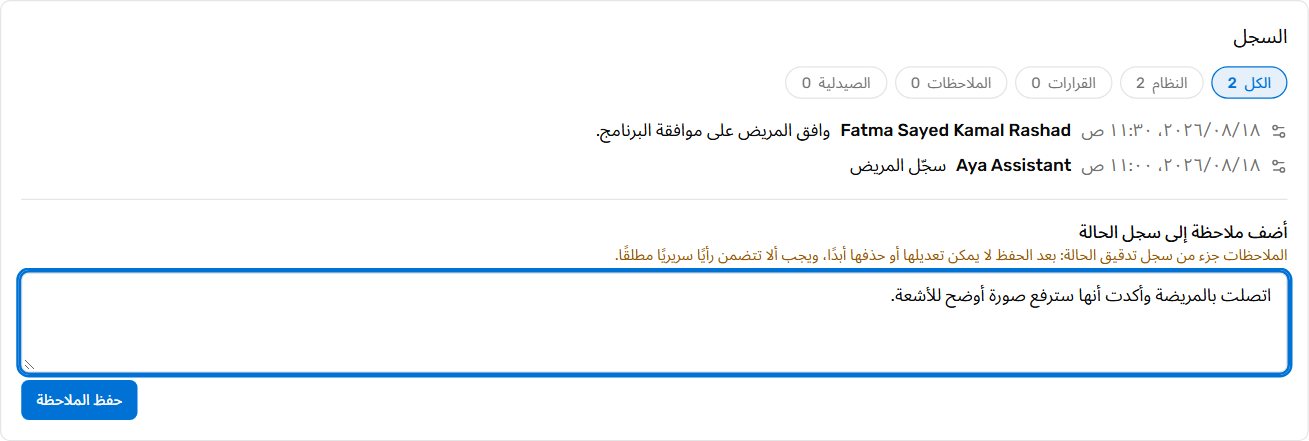 السجل
الكل 2 النظام 2 القرارات 0 الملاحظات 0 الصيدلية 0
٢٠٢٦/٠٨/١٨، ١١:٣٠ ص Fatma Sayed Kamal Rashad وافق المريض على موافقة البرنامج.
٢٠٢٦/٠٨/١٨، ١١:٠٠ ص Aya Assistant سجّل المريض
أضف ملاحظة إلى سجل الحالة
الملاحظات جزء من سجل تدقيق الحالة: بعد الحفظ لا يمكن تعديلها أو حذفها أبدًا، ويجب ألا تتضمن رأيًا سريريًا مطلقًا.
اتصلت بالمريضة وأكدت أنها سترفع صورة أوضح للأشعة.
حفظ الملاحظة